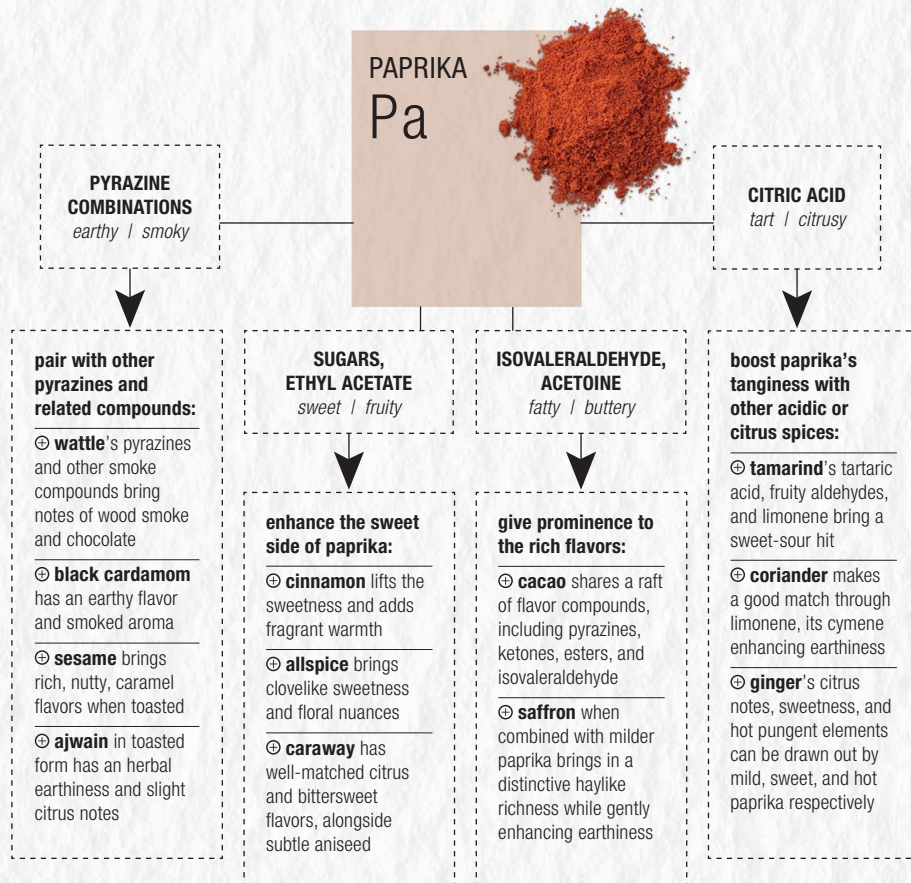 PAPRIKA
Pa
PYRAZINE
COMBINATIONS
earthy | smoky
pair with other
pyrazines and
related compounds:
⊕ wattle's pyrazines
and other smoke
compounds bring
notes of wood smoke
and chocolate
⊕ black cardamom
has an earthy flavor
and smoked aroma
⊕ sesame brings
rich, nutty, caramel
flavors when toasted
⊕ ajwain in toasted
form has an herbal
earthiness and slight
citrus notes
SUGARS,
ETHYL ACETATE
sweet | fruity
enhance the sweet
side of paprika:
⊕ cinnamon lifts the
sweetness and adds
fragrant warmth
⊕ allspice brings
clovelike sweetness
and floral nuances
⊕ caraway has
well-matched citrus
and bittersweet
flavors, alongside
subtle aniseed
ISOVALERALDEHYDE,
ACETOINE
fatty | buttery
give prominence to
the rich flavors:
⊕ cacao shares a raft
of flavor compounds,
including pyrazines,
ketones, esters, and
isovaleraldehyde
⊕ saffron when
combined with milder
paprika brings in a
distinctive haylike
richness while gently
enhancing earthiness
CITRIC ACID
tart | citrusy
boost paprika's
tanginess with
other acidic or
citrus spices:
⊕ tamarind's tartaric
acid, fruity aldehydes,
and limonene bring a
sweet-sour hit
⊕ coriander makes
a good match through
limonene, its cymene
enhancing earthiness
⊕ ginger's citrus
notes, sweetness, and
hot pungent elements
can be drawn out by
mild, sweet, and hot
paprika respectively